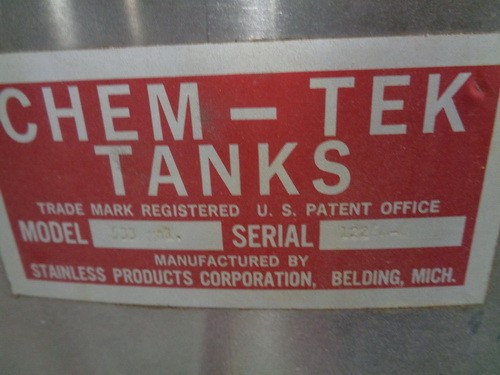 CHEM-TEK
TANKS
TRADE MARK REGISTERED U. S. PATENT OFFICE
MODEL SERIAL
MANUFACTURED BY
STAINLESS PRODUCTS CORPORATION, BELDING, MICH.